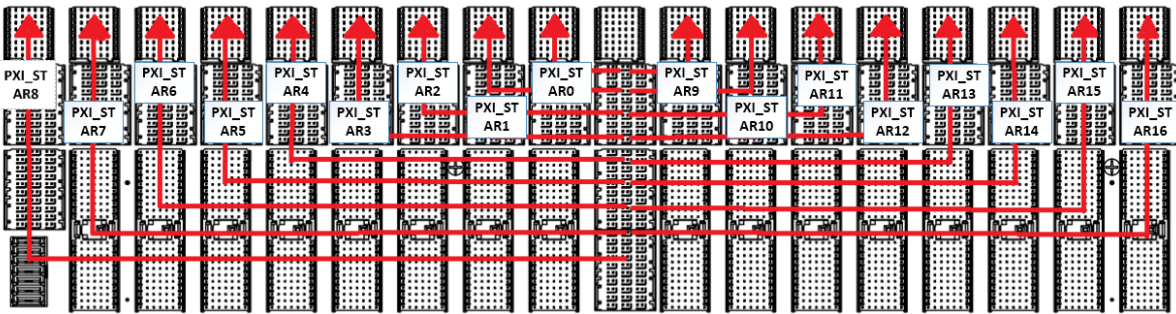 PXI_ST
AR8
PXI_ST
AR7
PXI_ST
AR6
PXI_ST
AR5
PXI_ST
AR4
PXI_ST
AR3
PXI_ST
AR2
PXI_ST
AR1
PXI_ST
AR0
PXI_ST
AR9
PXI_ST
AR10
PXI_ST
AR11
PXI_ST
AR12
PXI_ST
AR13
PXI_ST
AR14
PXI_ST
AR15
PXI_ST
AR16